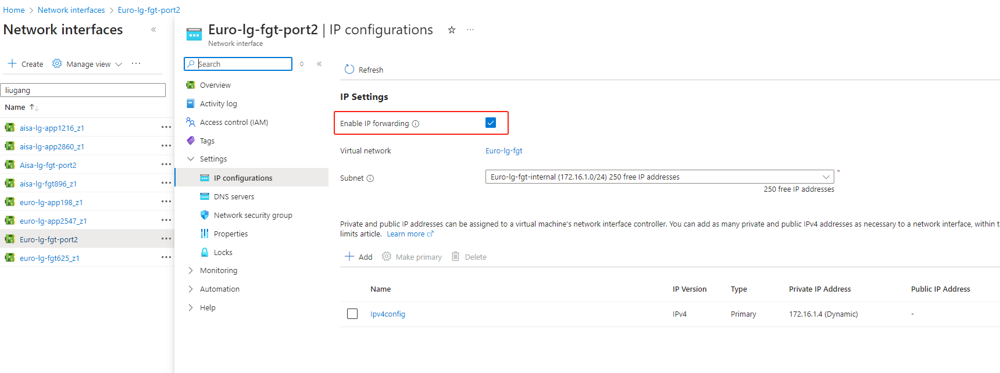 Home > Network interfaces > Euro-lg-fgt-port2
Network interfaces «
Create Manage view ···
liugang
Name ↑↓
aisa-lg-app1216_z1 ···
aisa-lg-app2860_z1 ···
Aisa-lg-fgt-port2 ···
aisa-lg-fgt896_z1 ···
euro-lg-app198_z1 ···
euro-lg-app2547_z1 ···
Euro-lg-fgt-port2 ···
euro-lg-fgt625_z1 ···
Euro-lg-fgt-port2 | IP configurations ☆ ···
Network interface
Search «
Overview
Activity log
Access control (IAM)
Tags
Settings
IP configurations
DNS servers
Network security group
Properties
Locks
Monitoring
Automation
Help
Refresh
IP Settings
Enable IP forwarding
Virtual network Euro-lg-fgt
Subnet Euro-lg-fgt-internal (172.16.1.0/24) 250 free IP addresses *
250 free IP addresses
Private and public IP addresses can be assigned to a virtual machine's network interface controller. You can add as many private and public IPv4 addresses as necessary to a network interface, within t
limits article. Learn more
Add Make primary Delete
Name IP Version Type Private IP Address Public IP Address
Ipv4config IPv4 Primary 172.16.1.4 (Dynamic) -